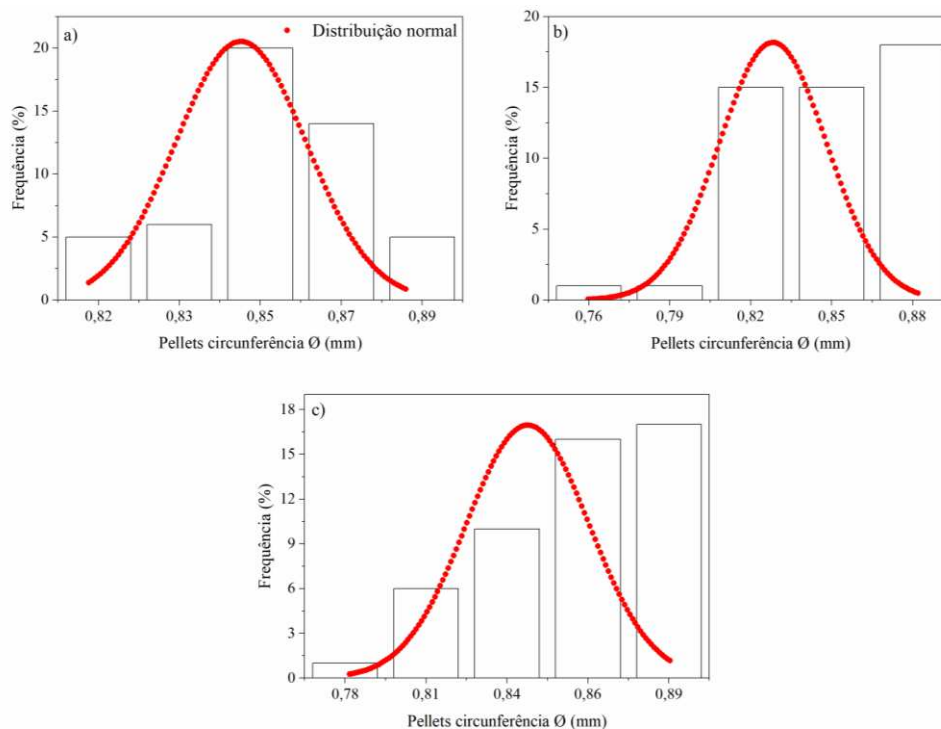 a)
Distribuição normal
Frequência (%)
20
15
10
5
0
0,82 0,83 0,85 0,87 0,89
Pellets circunferência Ø (mm)
b)
Frequência (%)
20
15
10
5
0
0,76 0,79 0,82 0,85 0,88
Pellets circunferência Ø (mm)
c)
Frequência (%)
18
15
12
9
6
3
0
0,78 0,81 0,84 0,86 0,89
Pellets circunferência Ø (mm)